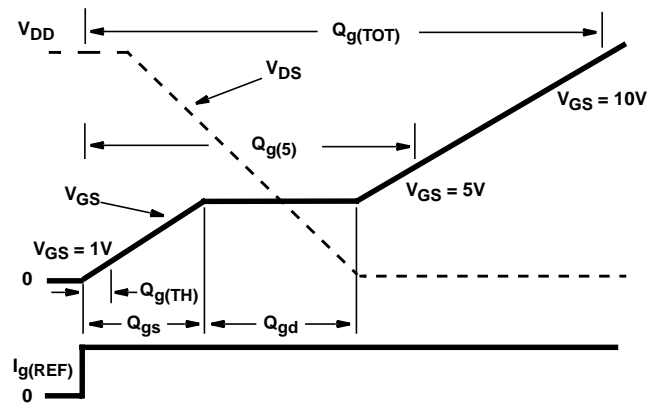 V_DD
Q_g(TOT)
V_DS
V_GS = 10V
Q_g(5)
V_GS
V_GS = 5V
V_GS = 1V
0
Q_g(TH)
Q_gs
Q_gd
I_g(REF)
0